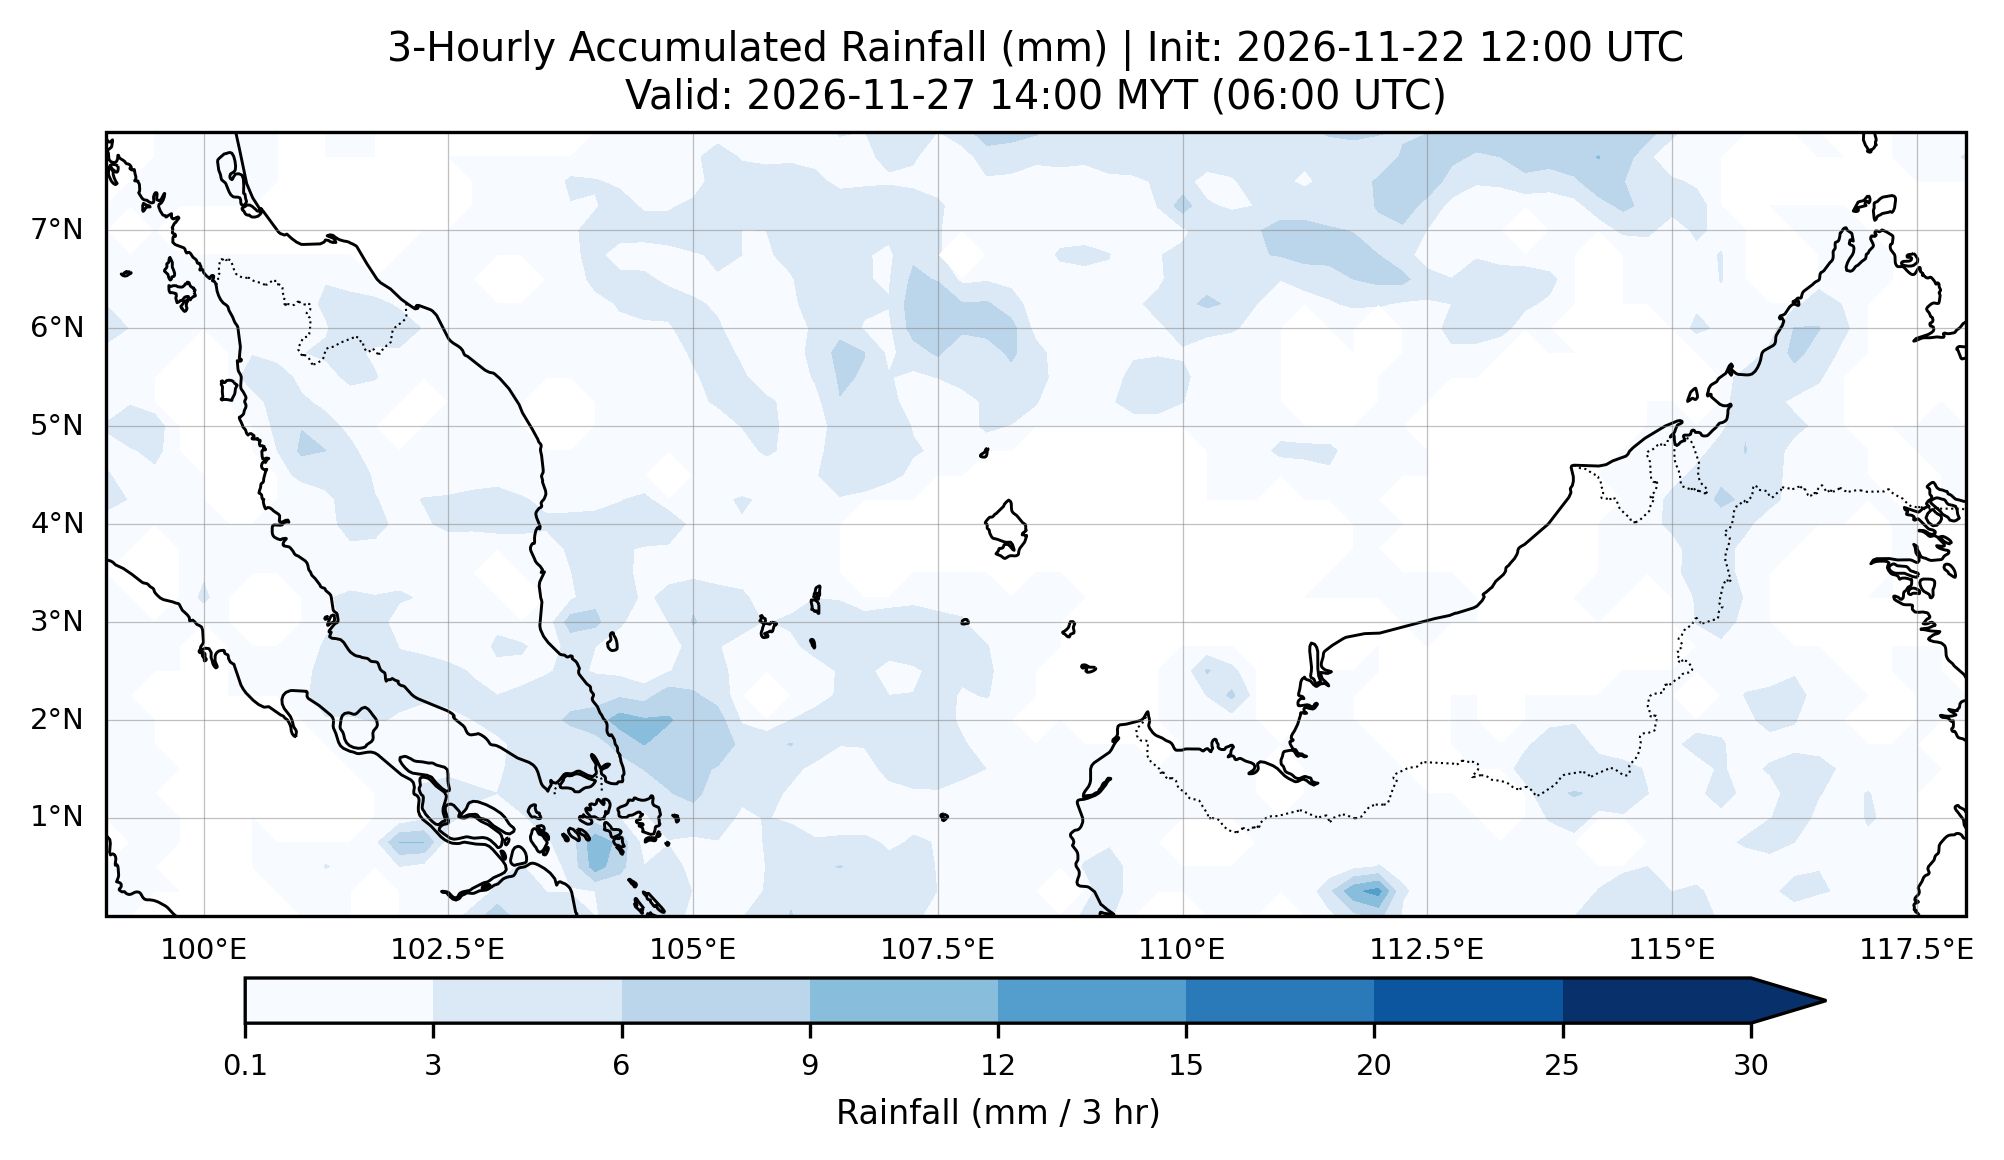 3-Hourly Accumulated Rainfall (mm) | Init: 2026-11-22 12:00 UTC
Valid: 2026-11-27 14:00 MYT (06:00 UTC)
7°N
6°N
5°N
4°N
3°N
2°N
1°N
100°E 102.5°E 105°E 107.5°E 110°E 112.5°E 115°E 117.5°E
0.1 3 6 9 12 15 20 25 30
Rainfall (mm / 3 hr)